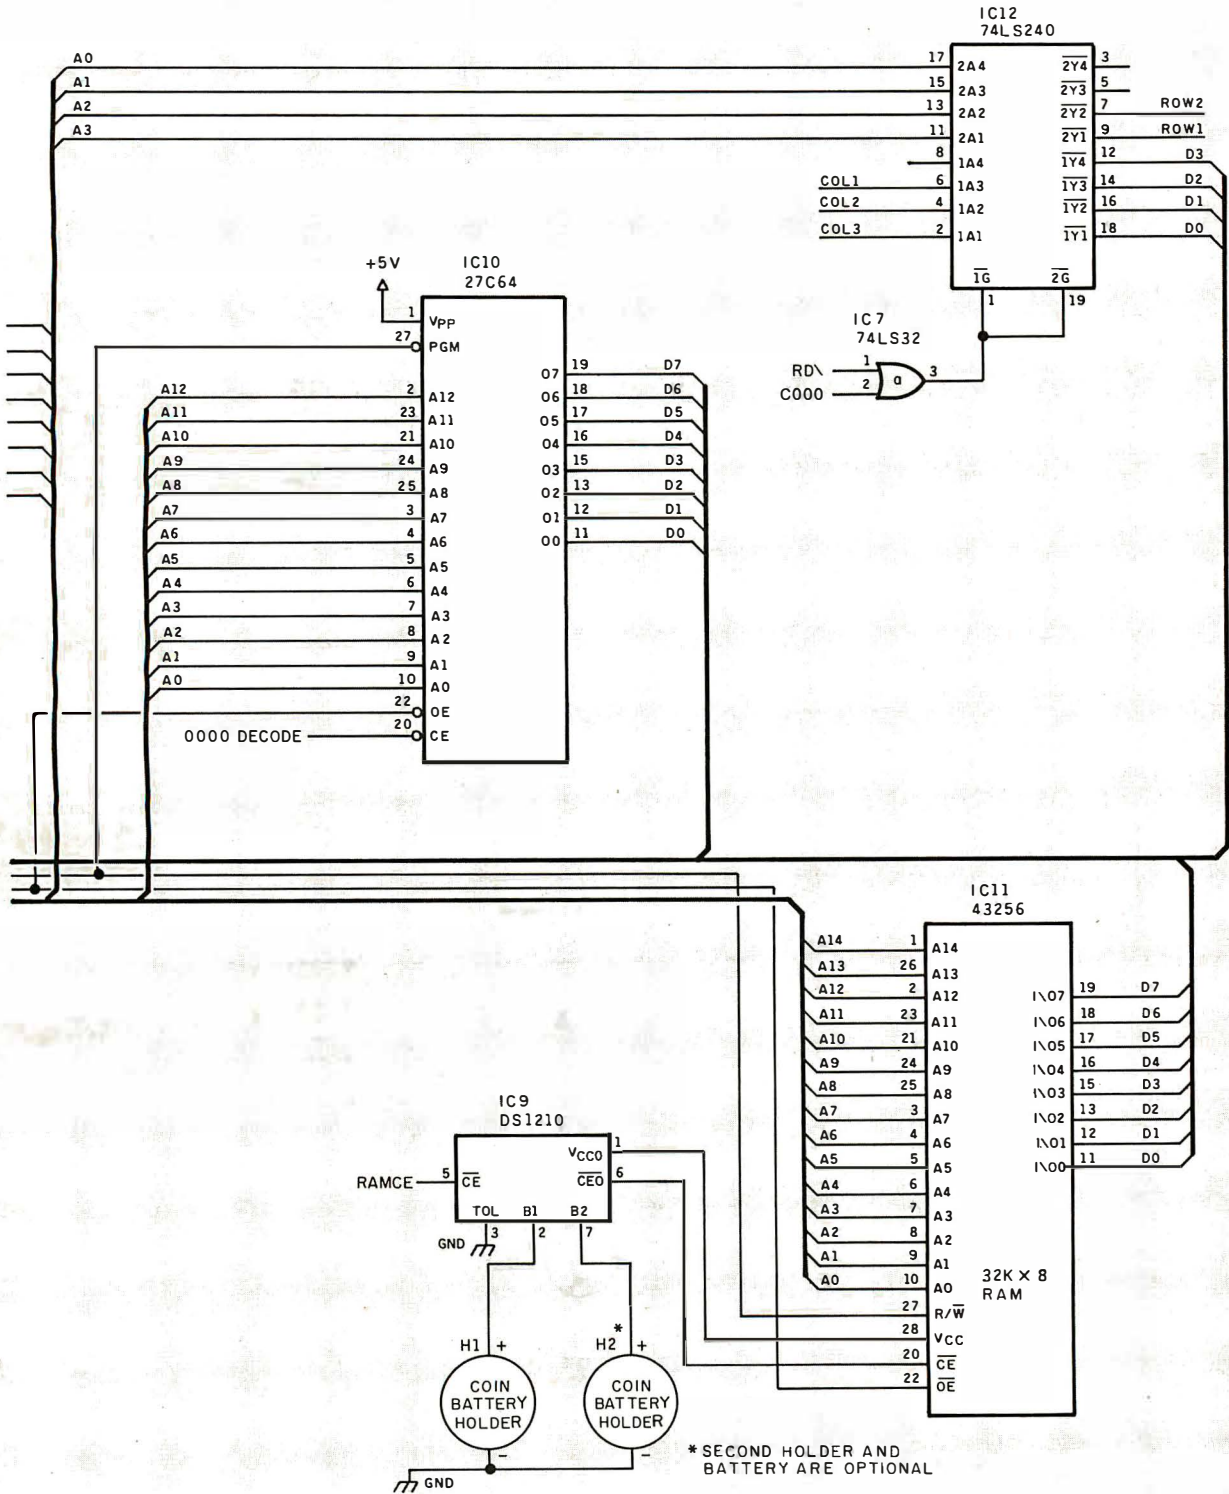 IC12
74LS240
A0 17 2A4 2Y4 3
A1 15 2A3 2Y3 5
A2 13 2A2 2Y2 7 ROW2
A3 11 2A1 2Y1 9 ROW1
8 1A4 1Y4 12 D3
COL1 6 1A3 1Y3 14 D2
COL2 4 1A2 1Y2 16 D1
COL3 2 1A1 1Y1 18 D0
1G 2G
1 19
IC7
74LS32
RD\ 1 a 3
C000 2
+5V
IC10
27C64
1 VPP
27 PGM
O7 19 D7
A12 2 A12 O6 18 D6
A11 23 A11 O5 17 D5
A10 21 A10 O4 16 D4
A9 24 A9 O3 15 D3
A8 25 A8 O2 13 D2
A7 3 A7 O1 12 D1
A6 4 A6 O0 11 D0
A5 5 A5
A4 6 A4
A3 7 A3
A2 8 A2
A1 9 A1
A0 10 A0
22 OE
0000 DECODE 20 CE
IC11
43256
A14 1 A14
A13 26 A13
A12 2 A12 I\O7 19 D7
A11 23 A11 I\O6 18 D6
A10 21 A10 I\O5 17 D5
A9 24 A9 I\O4 16 D4
A8 25 A8 I\O3 15 D3
A7 3 A7 I\O2 13 D2
A6 4 A6 I\O1 12 D1
A5 5 A5 I\O0 11 D0
A4 6 A4
A3 7 A3
A2 8 A2
A1 9 A1
A0 10 A0
32K × 8
RAM
27 R/W
28 VCC
20 CE
22 OE
IC9
DS1210
VCCO 1
RAMCE 5 CE CEO 6
TOL B1 B2
GND 3 2 7
H1 + H2 * +
COIN
BATTERY
HOLDER
-
COIN
BATTERY
HOLDER
-
GND
* SECOND HOLDER AND
BATTERY ARE OPTIONAL